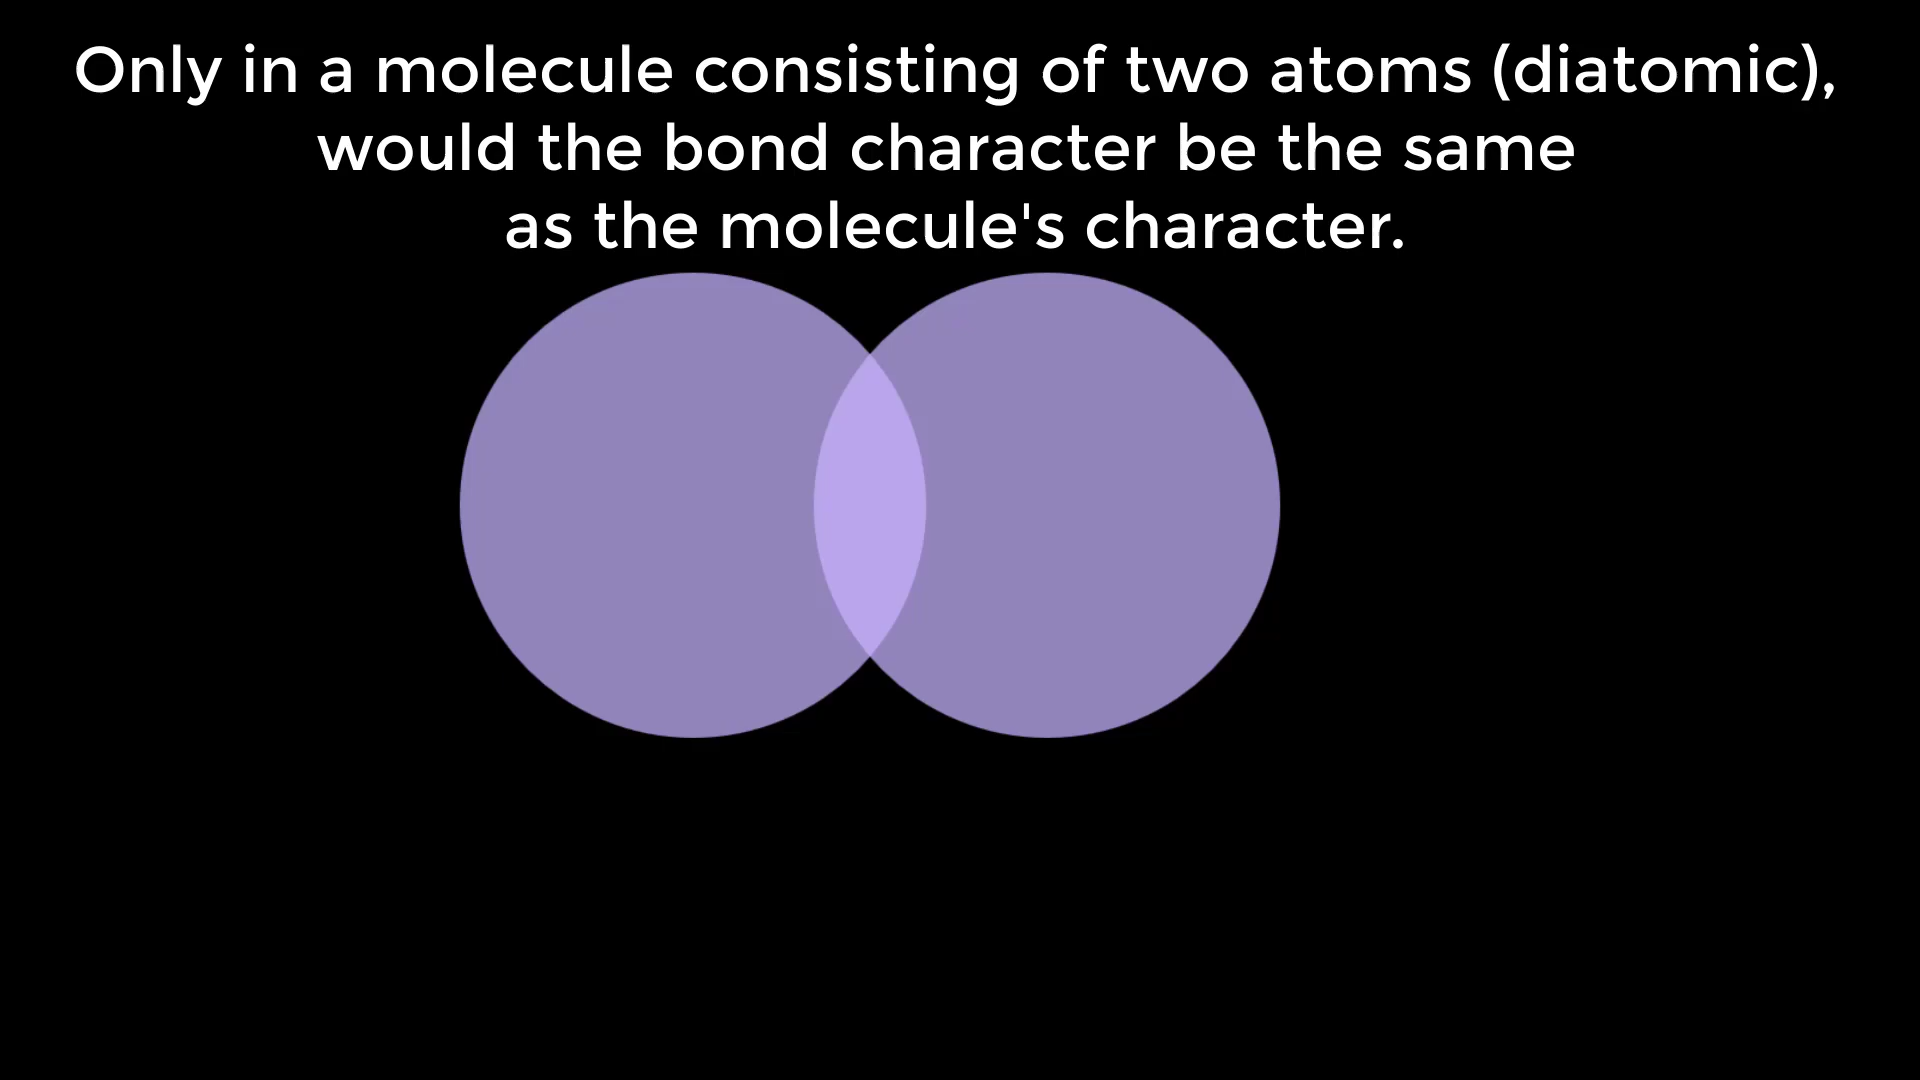 Only in a molecule consisting of two atoms (diatomic),
would the bond character be the same
as the molecule's character.